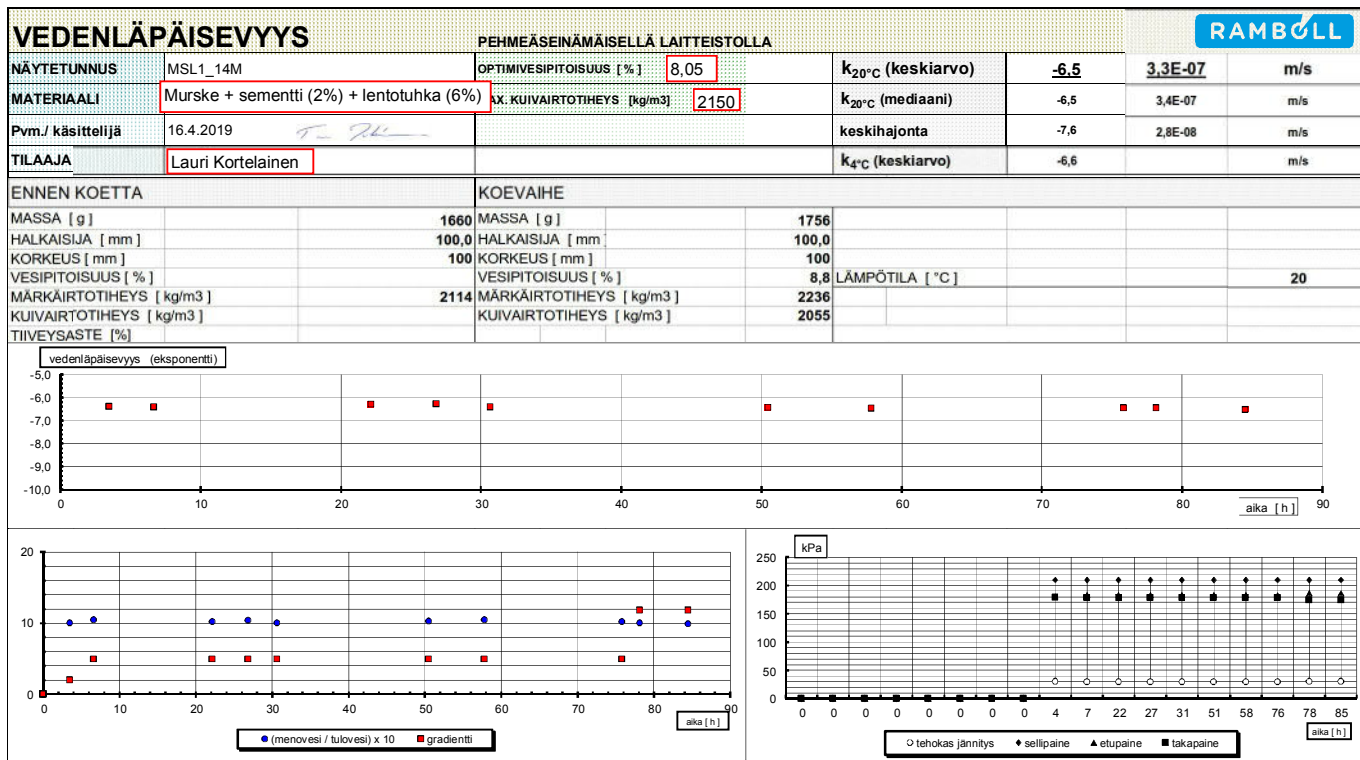 VEDENLÄPÄISEVYYS PEHMEÄSEINÄMÄISELLÄ LAITTEISTOLLA RAMBOLL
NÄYTETUNNUS MSL1_14M OPTIMIVESIPITOISUUS [ % ] 8,05 k20°C (keskiarvo) -6,5 3,3E-07 m/s
MATERIAALI Murske + sementti (2%) + lentotuhka (6%) AX. KUIVAIRTOTIHEYS [kg/m3] 2150 k20°C (mediaani) -6,5 3,4E-07 m/s
Pvm./ käsittelijä 16.4.2019 keskihajonta -7,6 2,8E-08 m/s
TILAAJA Lauri Kortelainen k4°C (keskiarvo) -6,6 m/s
ENNEN KOETTA KOEVAIHE
MASSA [ g ] 1660 MASSA [ g ] 1756
HALKAISIJA [ mm ] 100,0 HALKAISIJA [ mm ] 100,0
KORKEUS [ mm ] 100 KORKEUS [ mm ] 100
VESIPITOISUUS [ % ] VESIPITOISUUS [ % ] 8,8 LÄMPÖTILA [ °C ] 20
MÄRKÄIRTOTIHEYS [ kg/m3 ] 2114 MÄRKÄIRTOTIHEYS [ kg/m3 ] 2236
KUIVAIRTOTIHEYS [ kg/m3 ] KUIVAIRTOTIHEYS [ kg/m3 ] 2055
TIIVEYSASTE [%]
vedenläpäisevyys (eksponentti)
-5,0
-6,0
-7,0
-8,0
-9,0
-10,0
0 10 20 30 40 50 60 70 80 90
aika [ h ]
20
10
0
0 10 20 30 40 50 60 70 80 90
aika [ h ]
(menovesi / tulovesi) x 10 gradientti
kPa
250
200
150
100
50
0
0 0 0 0 0 0 0 0 4 7 22 27 31 51 58 76 78 85
aika [ h ]
tehokas jännitys sellipaine etupaine takapaine